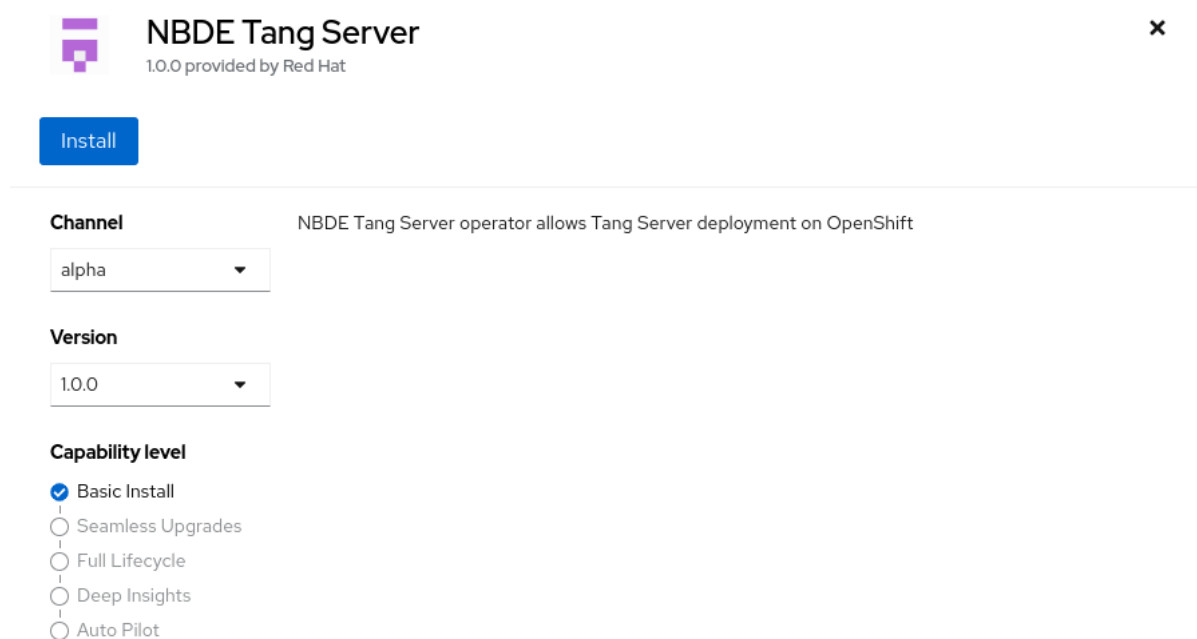 NBDE Tang Server
1.0.0 provided by Red Hat
Install
Channel
alpha
NBDE Tang Server operator allows Tang Server deployment on OpenShift
Version
1.0.0
Capability level
Basic Install
Seamless Upgrades
Full Lifecycle
Deep Insights
Auto Pilot